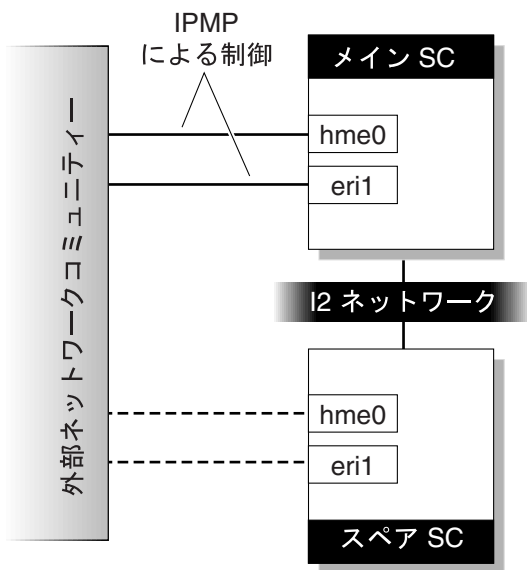 IPMP
による制御
メイン SC
hme0
eri1
外部ネットワークコミュニティー
I2 ネットワーク
hme0
eri1
スペア SC